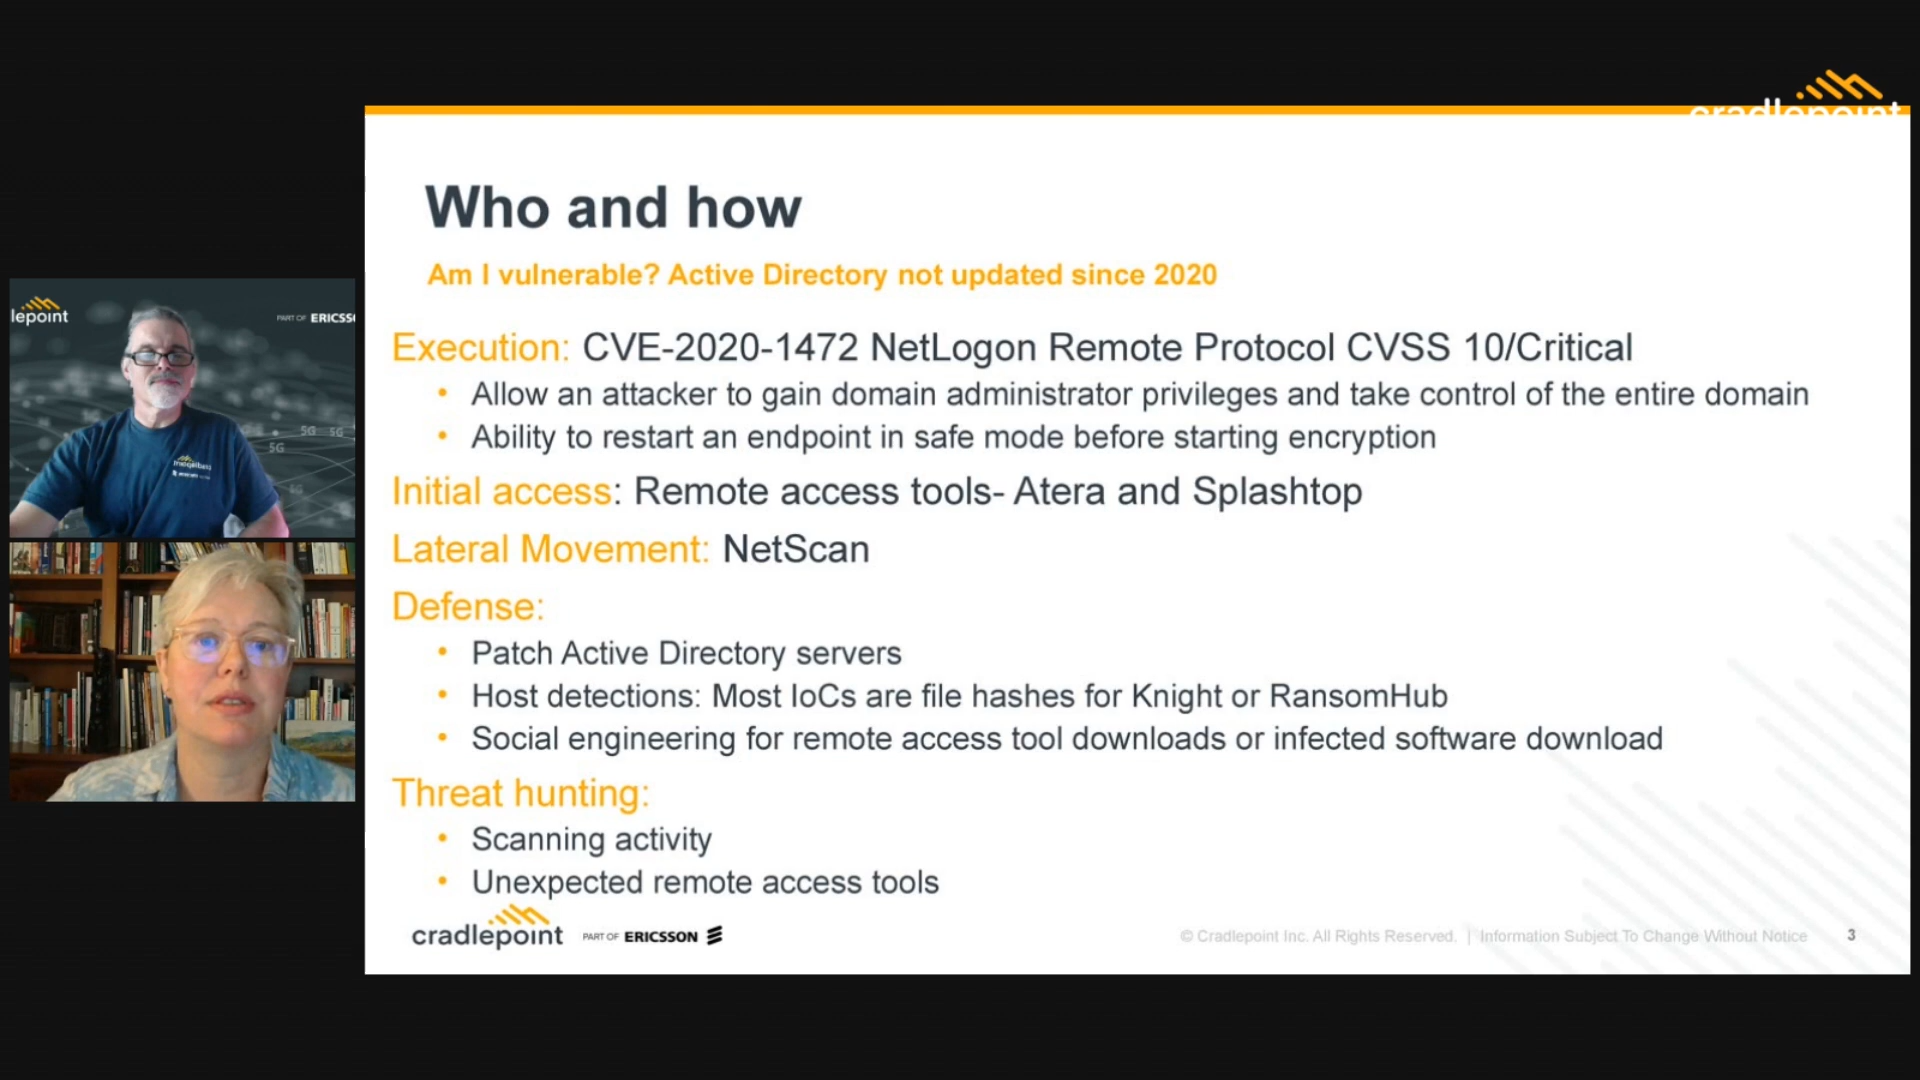 cradlepoint
Who and how
Am I vulnerable? Active Directory not updated since 2020
Execution: CVE-2020-1472 NetLogon Remote Protocol CVSS 10/Critical
• Allow an attacker to gain domain administrator privileges and take control of the entire domain
• Ability to restart an endpoint in safe mode before starting encryption
Initial access: Remote access tools- Atera and Splashtop
Lateral Movement: NetScan
Defense:
• Patch Active Directory servers
• Host detections: Most IoCs are file hashes for Knight or RansomHub
• Social engineering for remote access tool downloads or infected software download
Threat hunting:
• Scanning activity
• Unexpected remote access tools
cradlepoint PART OF ERICSSON
© Cradlepoint Inc. All Rights Reserved. | Information Subject To Change Without Notice 3
lepoint
PART OF ERICSS
5G 5G
5G